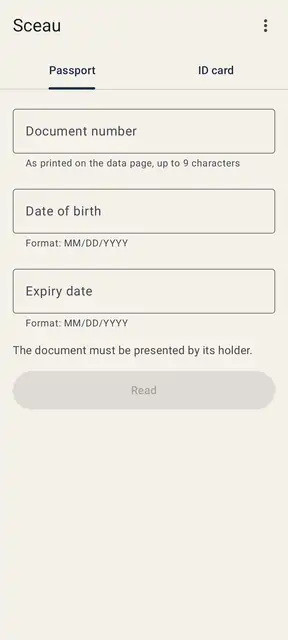 Sceau
Passport
ID card
Document number
As printed on the data page, up to 9 characters
Date of birth
Format: MM/DD/YYYY
Expiry date
Format: MM/DD/YYYY
The document must be presented by its holder.
Read